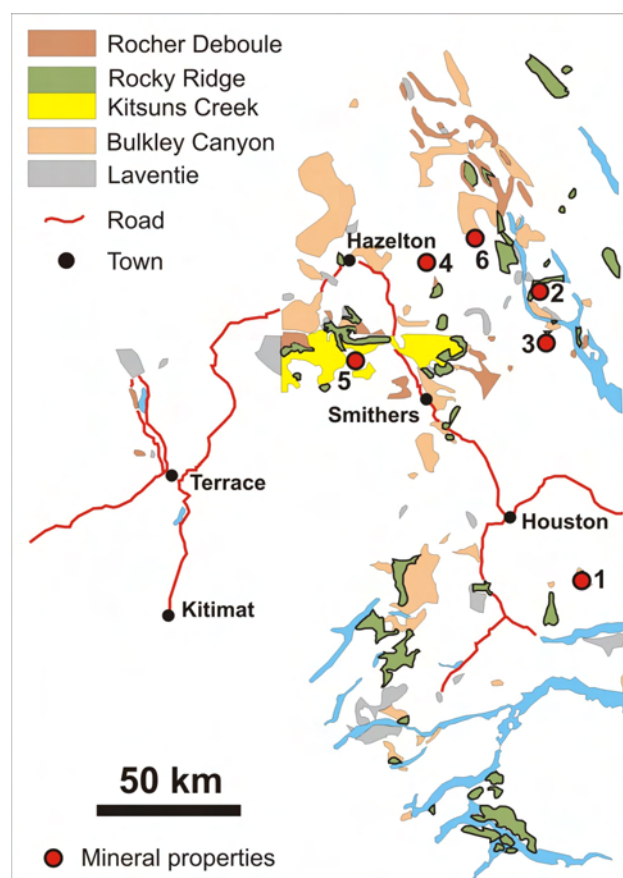 Rocher Deboule
Rocky Ridge
Kitsuns Creek
Bulkley Canyon
Laventie
Road
Town
Hazelton
4
6
2
3
5
Smithers
Terrace
Houston
1
Kitimat
50 km
Mineral properties